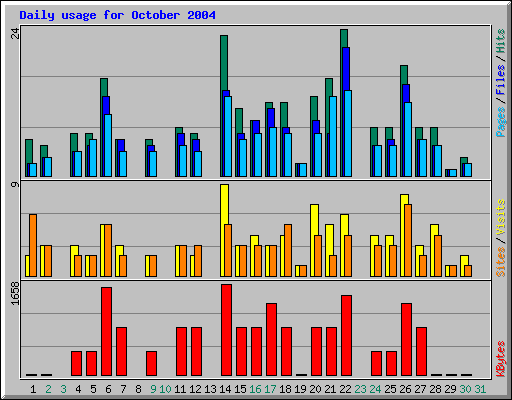 Daily usage for October 2004
24
Pages / Files / Hits
9
Sites / Visits
1658
KBytes
1 2 3 4 5 6 7 8 9 10 11 12 13 14 15 16 17 18 19 20 21 22 23 24 25 26 27 28 29 30 31